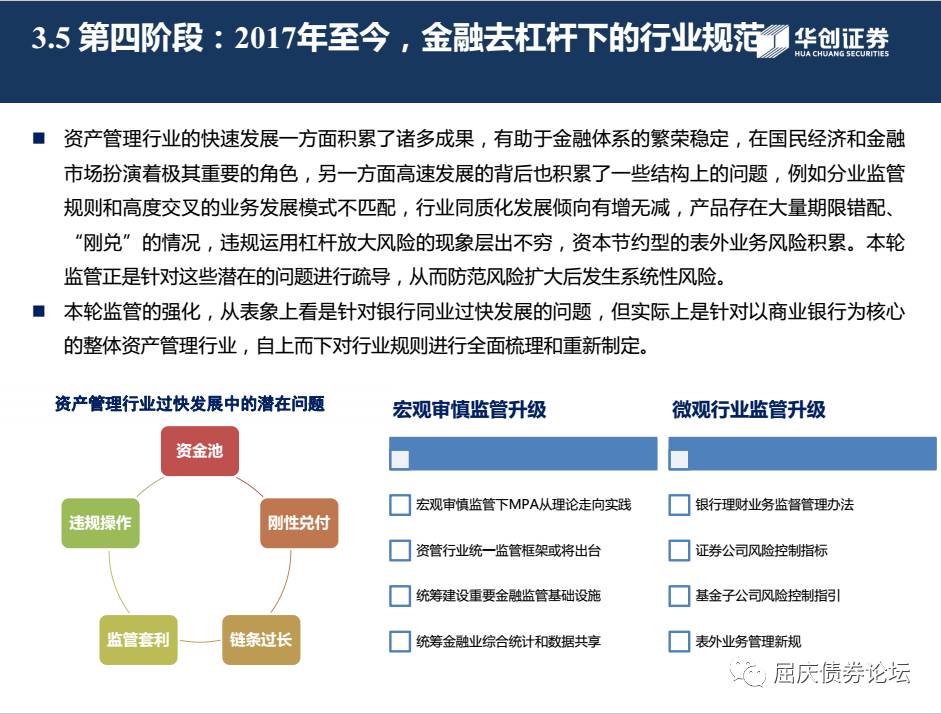 3.5 第四阶段：2017年至今，金融去杠杆下的行业规范
华创证券
HUA CHUANG SECURITIES
资产管理行业的快速发展一方面积累了诸多成果，有助于金融体系的繁荣稳定，在国民经济和金融
市场扮演着极其重要的角色，另一方面高速发展的背后也积累了一些结构上的问题，例如分业监管
规则和高度交叉的业务发展模式不匹配，行业同质化发展倾向有增无减，产品存在大量期限错配、
“刚兑”的情况，违规运用杠杆放大风险的现象层出不穷，资本节约型的表外业务风险积累。本轮
监管正是针对这些潜在的问题进行疏导，从而防范风险扩大后发生系统性风险。
本轮监管的强化，从表象上看是针对银行同业过快发展的问题，但实际上是针对以商业银行为核心
的整体资产管理行业，自上而下对行业规则进行全面梳理和重新制定。
资产管理行业过快发展中的潜在问题
资金池
刚性兑付
链条过长
监管套利
违规操作
宏观审慎监管升级
宏观审慎监管下MPA从理论走向实践
资管行业统一监管框架或将出台
统筹建设重要金融监管基础设施
统筹金融业综合统计和数据共享
微观行业监管升级
银行理财业务监督管理办法
证券公司风险控制指标
基金子公司风险控制指引
表外业务管理新规
屈庆债券论坛